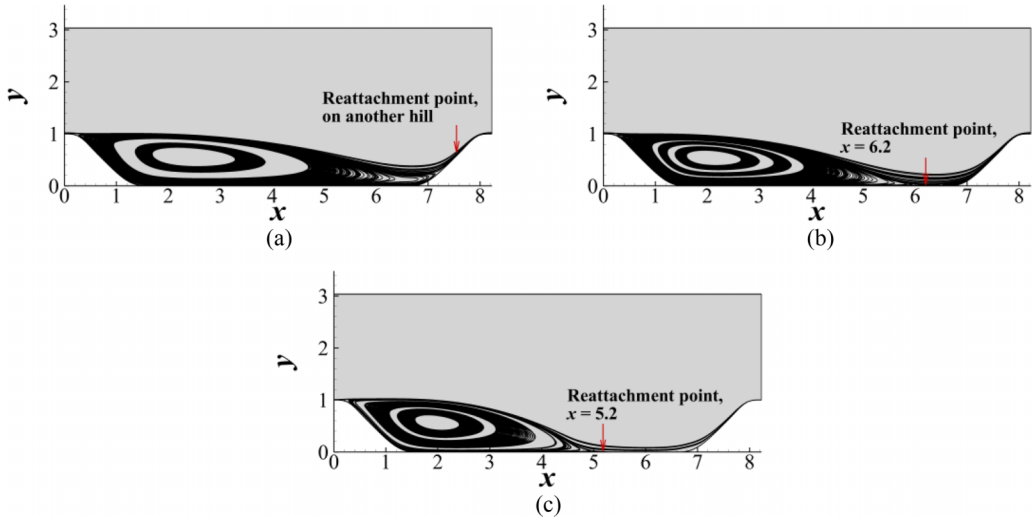 3
2
1
0
y
Reattachment point,
on another hill
0 1 2 3 4 5 6 7 8
x
(a)
3
2
1
0
y
Reattachment point,
x = 6.2
0 1 2 3 4 5 6 7 8
x
(b)
3
2
1
0
y
Reattachment point,
x = 5.2
0 1 2 3 4 5 6 7 8
x
(c)